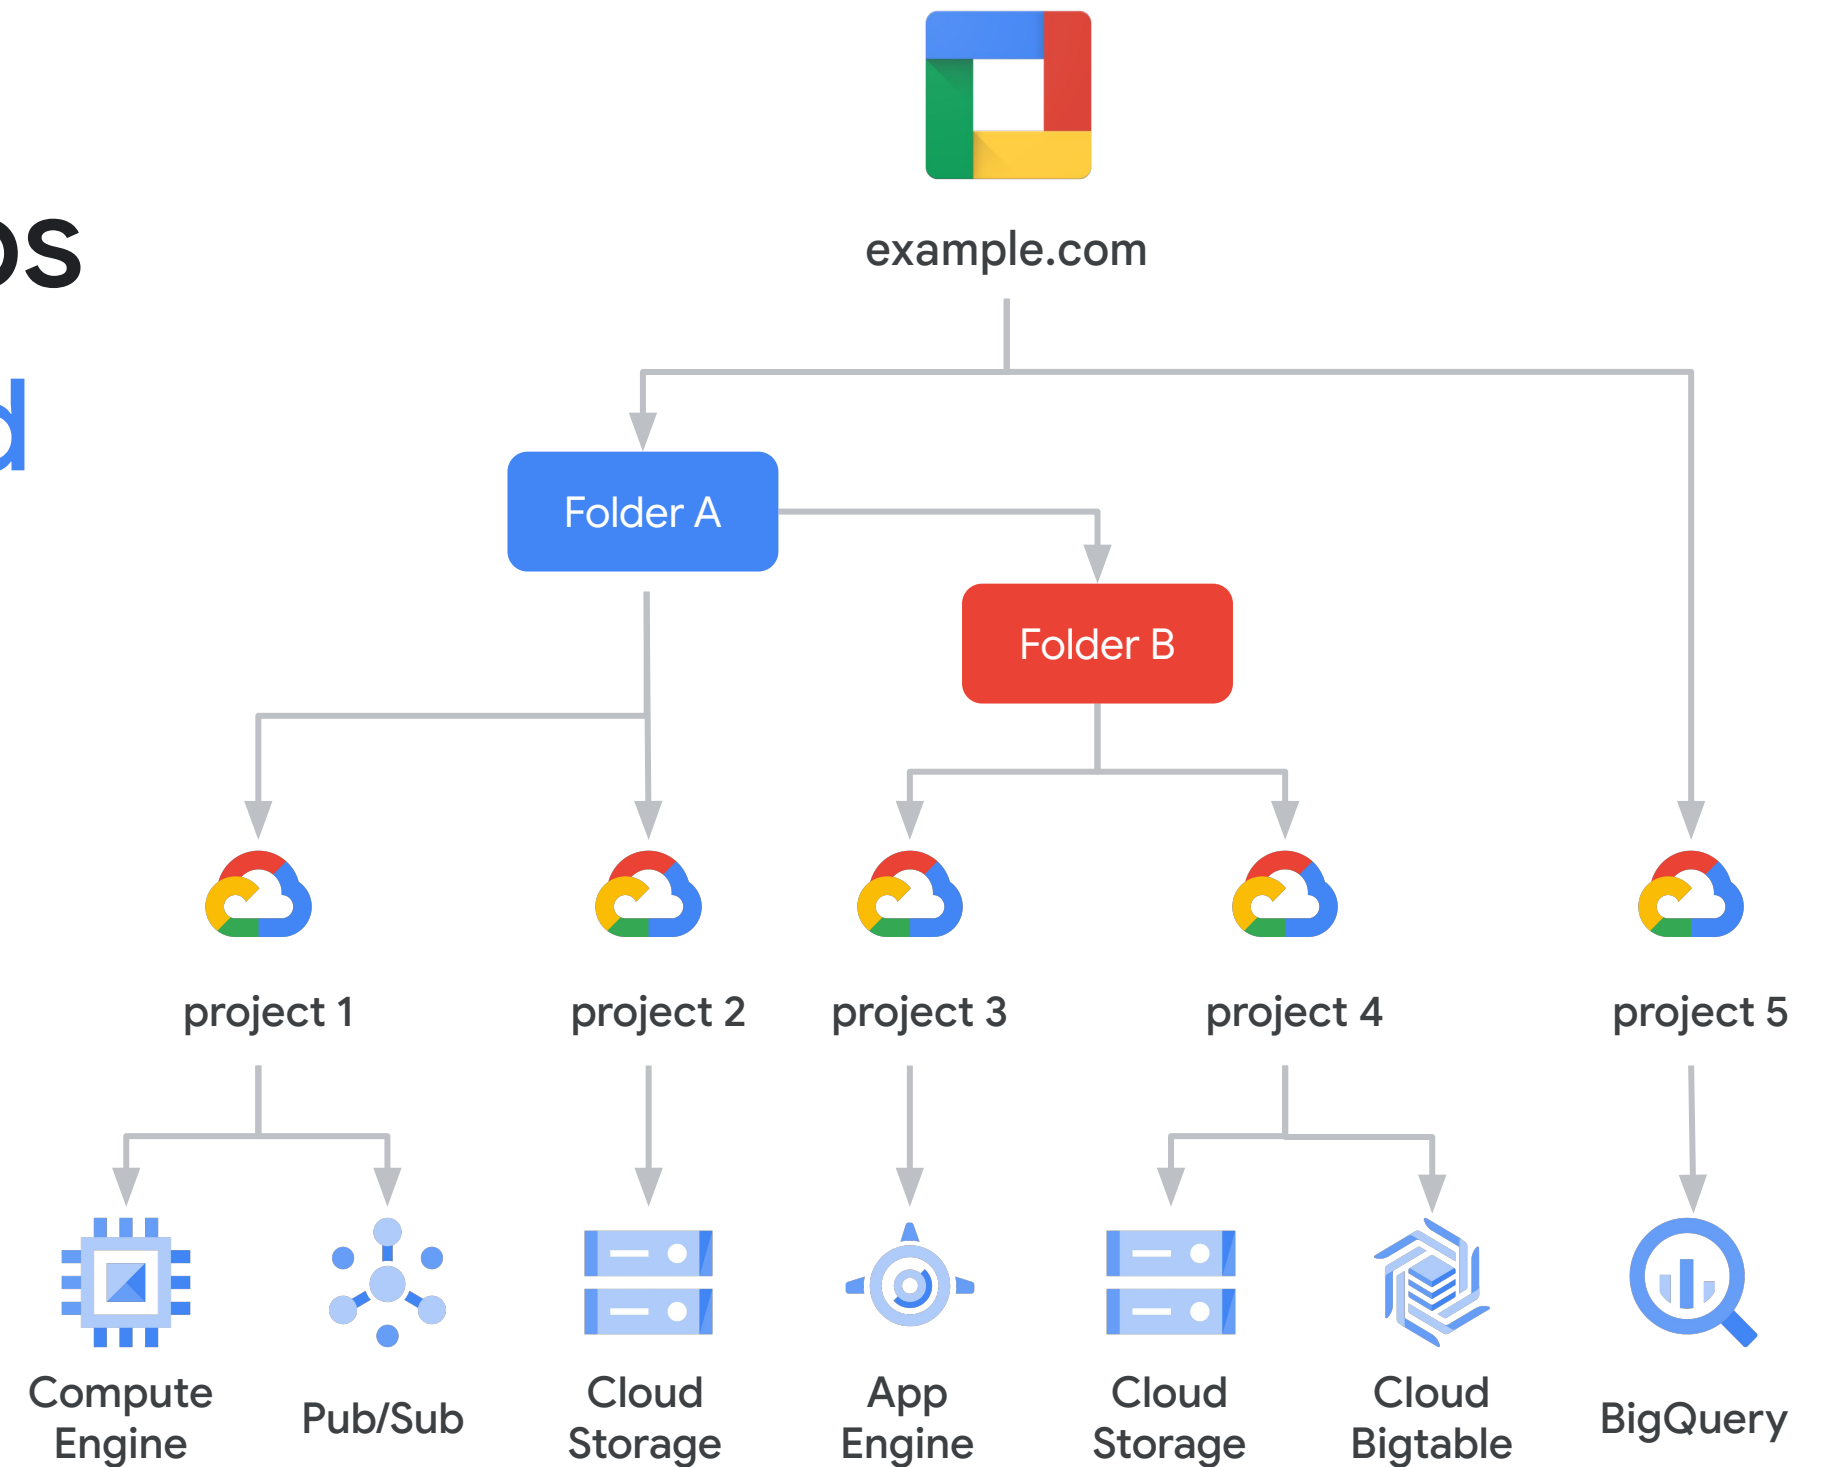 example.com
Folder A
Folder B
project 1
project 2
project 3
project 4
project 5
Compute
Engine
Pub/Sub
Cloud
Storage
App
Engine
Cloud
Storage
Cloud
Bigtable
BigQuery